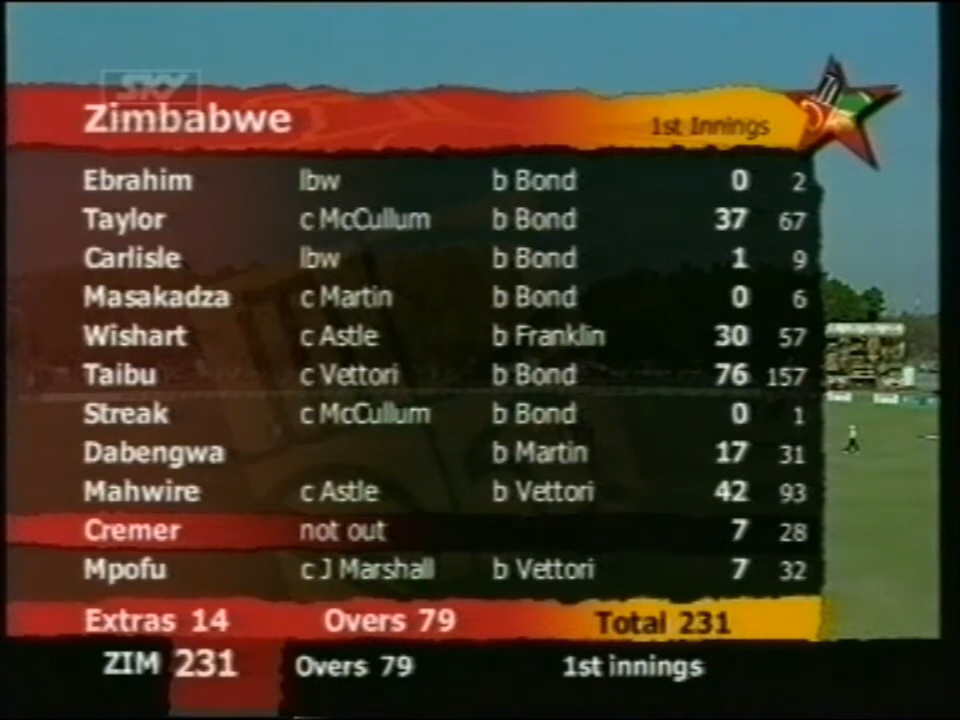 SKY
Zimbabwe 1st Innings
Ebrahim lbw b Bond 0 2
Taylor c McCullum b Bond 37 67
Carlisle lbw b Bond 1 9
Masakadza c Martin b Bond 0 6
Wishart c Astle b Franklin 30 57
Taibu c Vettori b Bond 76 157
Streak c McCullum b Bond 0 1
Dabengwa b Martin 17 31
Mahwire c Astle b Vettori 42 93
Cremer not out 7 28
Mpofu c J Marshall b Vettori 7 32
Extras 14 Overs 79 Total 231
ZIM 231 Overs 79 1st innings